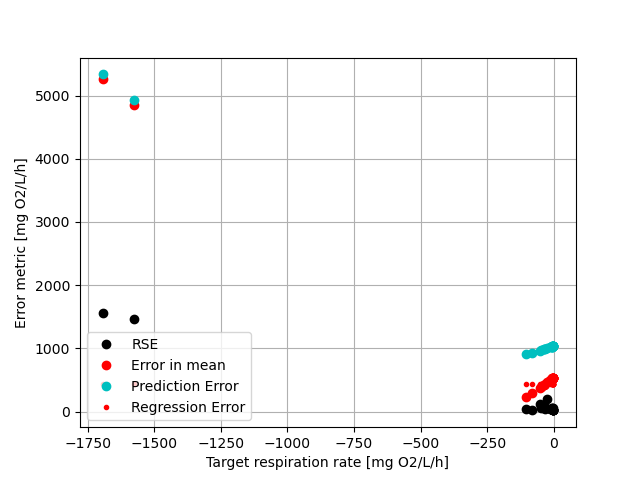 5000
4000
3000
2000
1000
0
Error metric [mg O2/L/h]
RSE
Error in mean
Prediction Error
Regression Error
−1750 −1500 −1250 −1000 −750 −500 −250 0
Target respiration rate [mg O2/L/h]